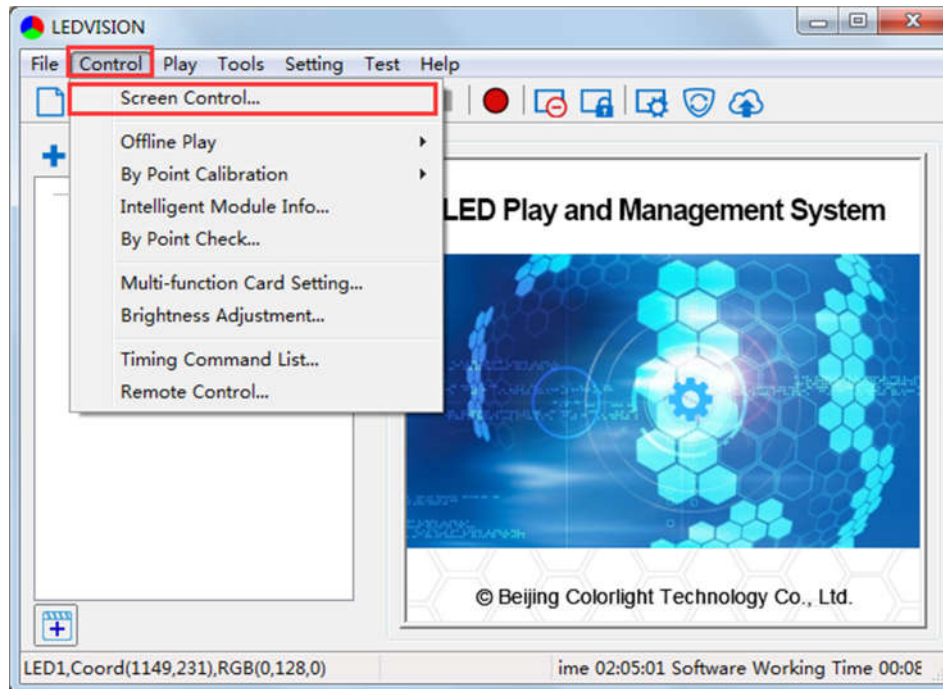 LEDVISION
File Control Play Tools Setting Test Help
Screen Control...
Offline Play
By Point Calibration
Intelligent Module Info...
By Point Check...
Multi-function Card Setting...
Brightness Adjustment...
Timing Command List...
Remote Control...
LED Play and Management System
© Beijing Colorlight Technology Co., Ltd.
LED1,Coord(1149,231),RGB(0,128,0)
ime 02:05:01 Software Working Time 00:08